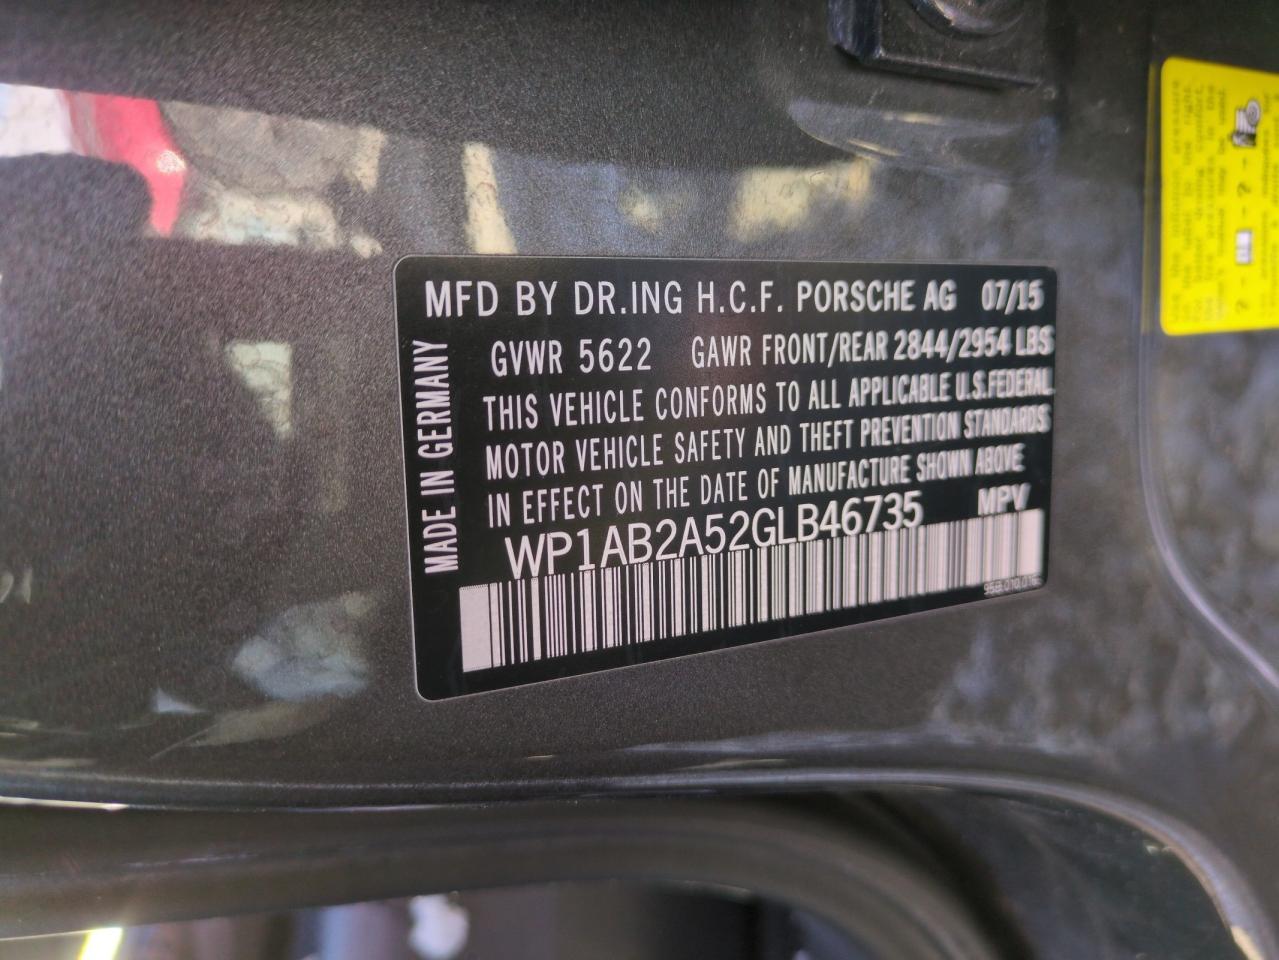 MFD BY DR.ING H.C.F. PORSCHE AG 07/15
GVWR 5622 GAWR FRONT/REAR 2844/2954 LBS
THIS VEHICLE CONFORMS TO ALL APPLICABLE U.S.FEDERAL
MOTOR VEHICLE SAFETY AND THEFT PREVENTION STANDARDS
IN EFFECT ON THE DATE OF MANUFACTURE SHOWN ABOVE
WP1AB2A52GLB46735 MPV
MADE IN GERMANY